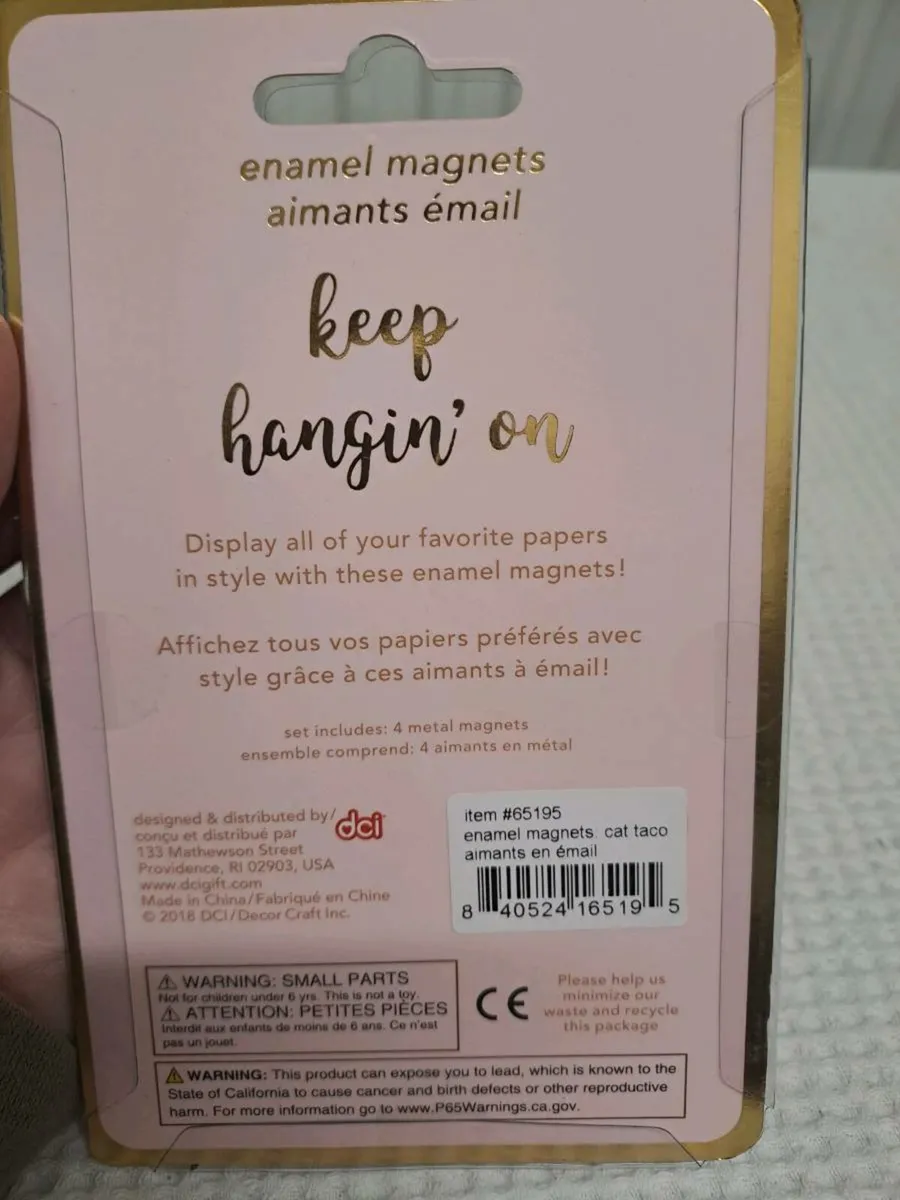 enamel magnets
aimants émail
keep
hangin' on
Display all of your favorite papers
in style with these enamel magnets!
Affichez tous vos papiers préférés avec
style grâce à ces aimants à émail!
set includes: 4 metal magnets
ensemble comprend: 4 aimants en métal
designed & distributed by/
conçu et distribué par
dci
133 Mathewson Street
Providence, RI 02903, USA
www.dcigift.com
Made in China/Fabriqué en Chine
© 2018 DCI/Decor Craft Inc.
item #65195
enamel magnets: cat taco
aimants en émail
8 40524 16519 5
⚠ WARNING: SMALL PARTS
Not for children under 6 yrs. This is not a toy.
⚠ ATTENTION: PETITES PIÈCES
Interdit aux enfants de moins de 6 ans. Ce n'est
pas un jouet.
CE
Please help us
minimize our
waste and recycle
this package
⚠ WARNING: This product can expose you to lead, which is known to the
State of California to cause cancer and birth defects or other reproductive
harm. For more information go to www.P65Warnings.ca.gov.